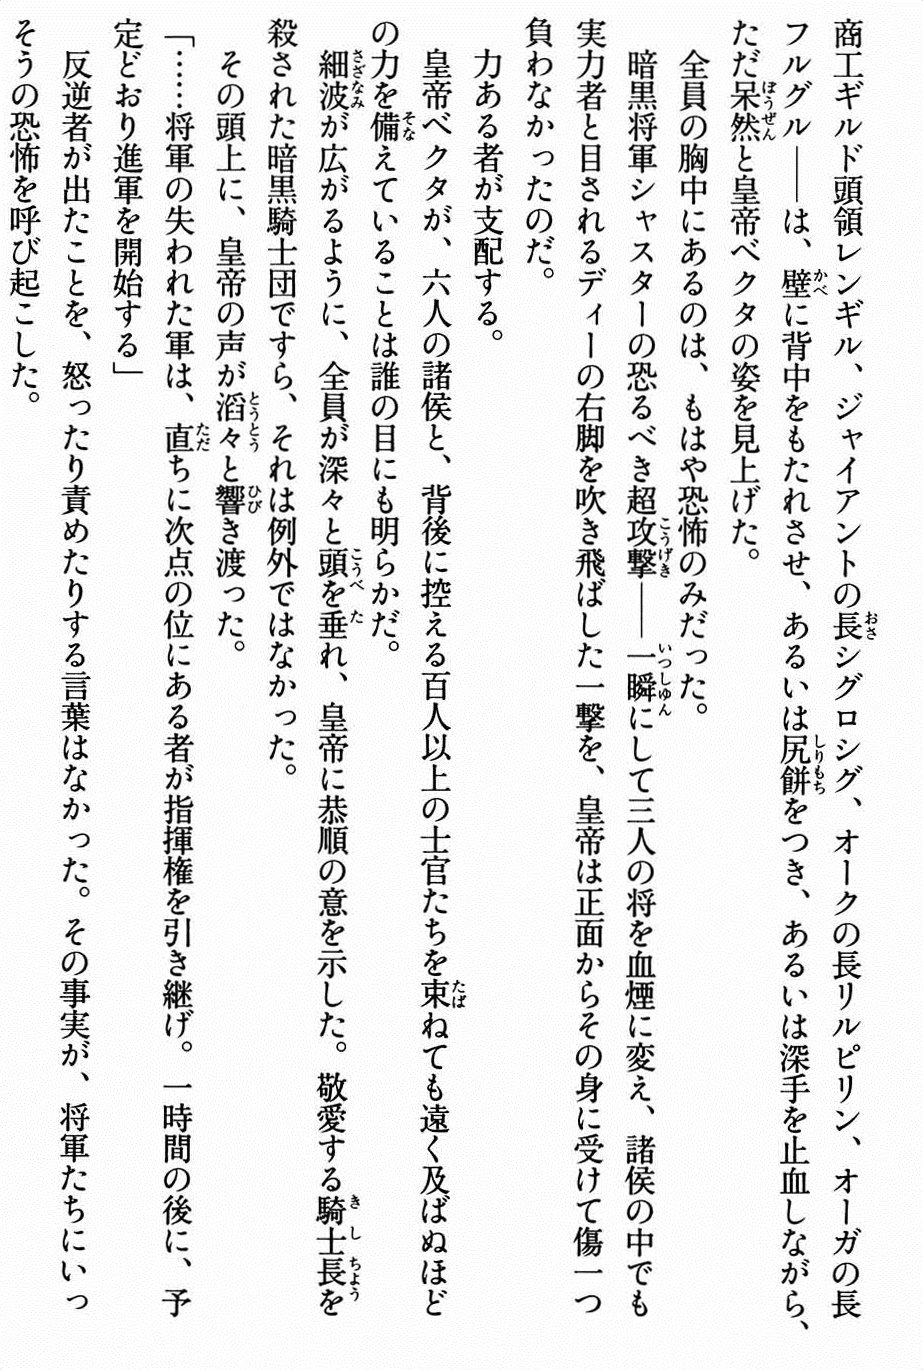 商工ギルド頭領レンギル、ジャイアントの長シグロシグ、オークの長リルピリン、オーガの長
フルグル――は、壁に背中をもたれさせ、あるいは尻餅をつき、あるいは深手を止血しながら、
ただ呆然と皇帝ベクタの姿を見上げた。
全員の胸中にあるのは、もはや恐怖のみだった。
暗黒将軍シャスターの恐るべき超攻撃――一瞬にして三人の将を血煙に変え、諸侯の中でも
実力者と目されるディーの右脚を吹き飛ばした一撃を、皇帝は正面からその身に受けて傷一つ
負わなかったのだ。
力ある者が支配する。
皇帝ベクタが、六人の諸侯と、背後に控える百人以上の士官たちを束ねても遠く及ばぬほど
の力を備えていることは誰の目にも明らかだ。
細波が広がるように、全員が深々と頭を垂れ、皇帝に恭順の意を示した。敬愛する騎士長を
殺された暗黒騎士団ですら、それは例外ではなかった。
その頭上に、皇帝の声が滔々と響き渡った。
「……将軍の失われた軍は、直ちに次点の位にある者が指揮権を引き継げ。一時間の後に、予
定どおり進軍を開始する」
反逆者が出たことを、怒ったり責めたりする言葉はなかった。その事実が、将軍たちにいっ
そうの恐怖を呼び起こした。